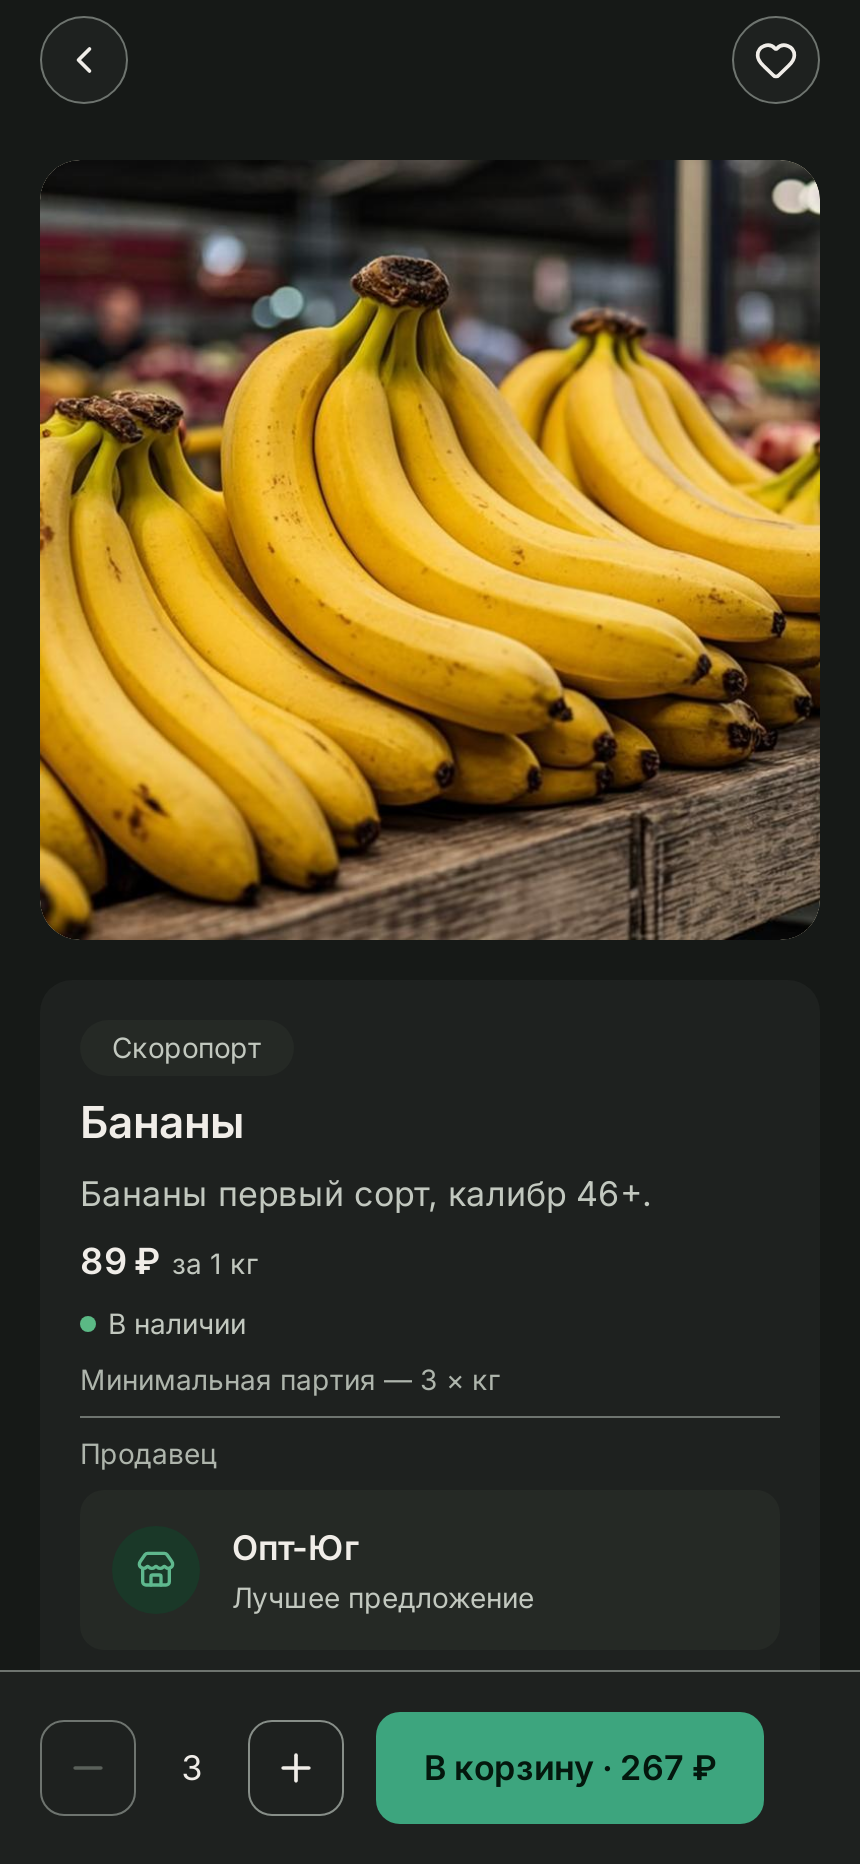 Скоропорт
Бананы
Бананы первый сорт, калибр 46+.
89 ₽ за 1 кг
В наличии
Минимальная партия — 3 × кг
Продавец
Опт-Юг
Лучшее предложение
3
В корзину · 267 ₽